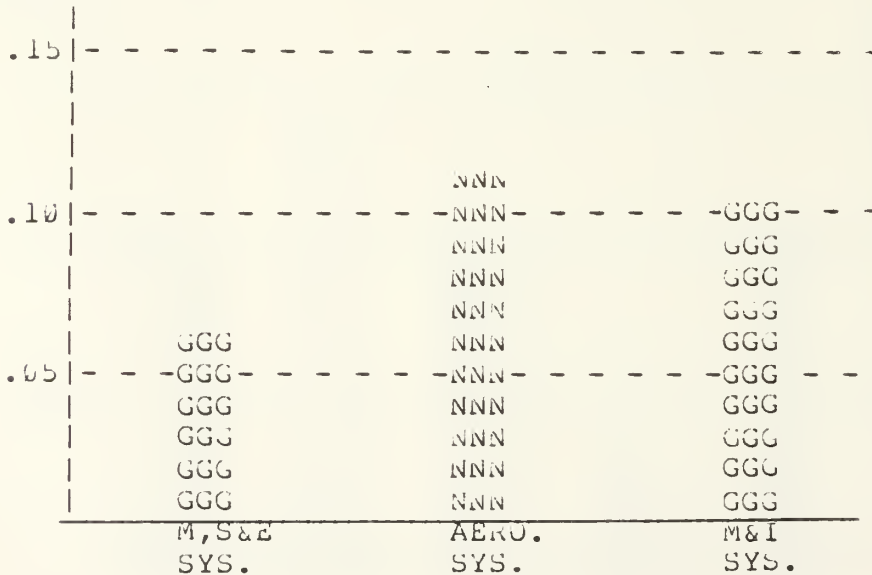 .15|- - - - - - - - - - - - - - - - - - - - - - - -
NNN
.10|- - - - - - - - - - - -NNN- - - - - - -GGG- -
NNN GGG
NNN GGG
NNN GGG
GGG NNN GGG
.05|- - -GGG- - - - - - -NNN- - - - - - -GGG- -
GGG NNN GGG
GGG NNN GGG
GGG NNN GGG
GGG NNN GGG
M,S&E AERO. M&I
SYS. SYS. SYS.